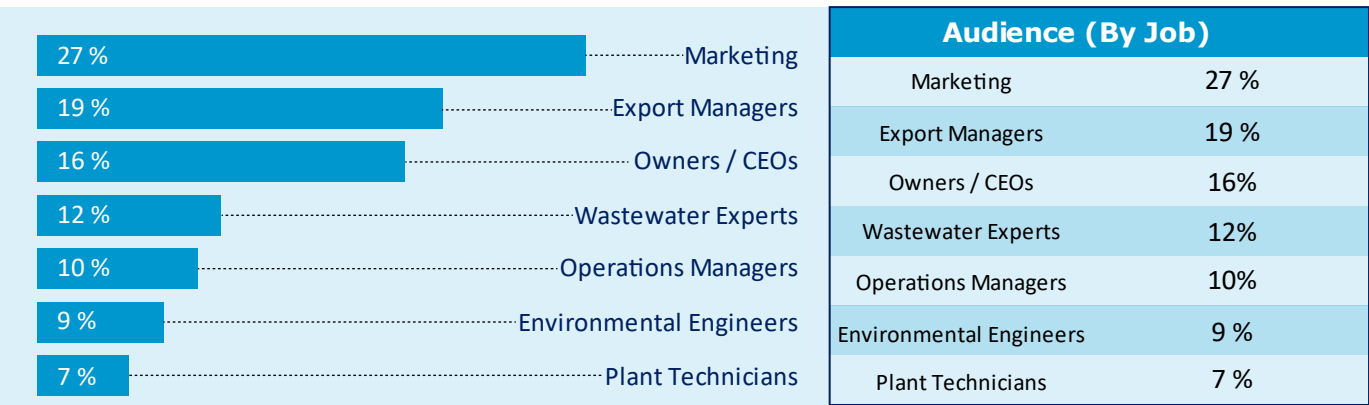 27 % Marketing
19 % Export Managers
16 % Owners / CEOs
12 % Wastewater Experts
10 % Operations Managers
9 % Environmental Engineers
7 % Plant Technicians
Audience (By Job)
Marketing 27 %
Export Managers 19 %
Owners / CEOs 16%
Wastewater Experts 12%
Operations Managers 10%
Environmental Engineers 9 %
Plant Technicians 7 %